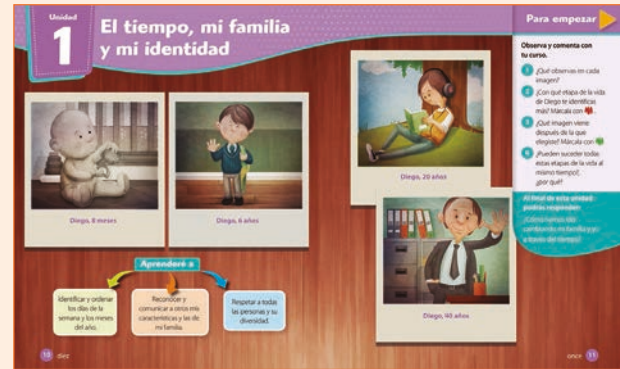 Unidad
1
El tiempo, mi familia
y mi identidad
Diego, 8 meses
Diego, 6 años
Aprenderé a
Identificar y ordenar
los días de la
semana y los meses
del año.
Reconocer y
comunicar a otros mis
características y las de
mi familia.
Respetar a todas
las personas y su
diversidad.
10 diez
Diego, 20 años
Diego, 40 años
Para empezar
Observa y comenta con
tu curso.
1 ¿Qué observas en cada
imagen?
2 ¿Con qué etapa de la vida
de Diego te identificas
más? Márcala con
3 ¿Qué imagen viene
después de la que
elegiste? Márcala con
¿Pueden suceder todas
estas etapas de la vida al
mismo tiempo?,
¿por qué?
Al final de esta unidad
podrás responder:
¿Cómo hemos ido
cambiando mi familia y yo
a través del tiempo?
once 11